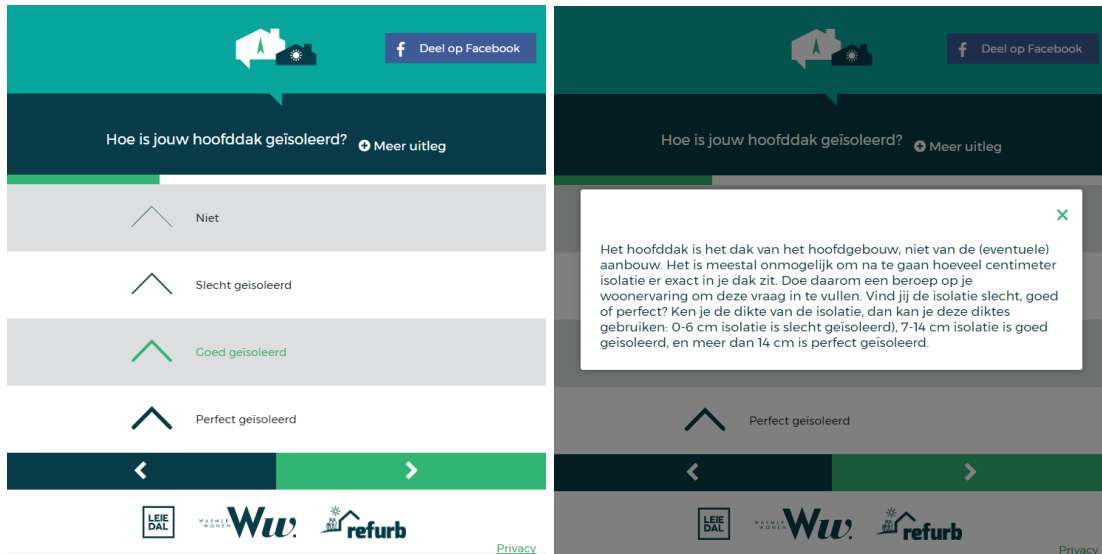 Deel op Facebook
Hoe is jouw hoofddak geïsoleerd?
Meer uitleg
Niet
Slecht geïsoleerd
Goed geïsoleerd
Perfect geïsoleerd
LEIE
DAL
WARMER
WONEN
Ww.
refurb
Privacy
Deel op Facebook
Hoe is jouw hoofddak geïsoleerd?
Meer uitleg
Het hoofddak is het dak van het hoofdgebouw, niet van de (eventuele)
aanbouw. Het is meestal onmogelijk om na te gaan hoeveel centimeter
isolatie er exact in je dak zit. Doe daarom een beroep op je
woonervaring om deze vraag in te vullen. Vind jij de isolatie slecht, goed
of perfect? Ken je de dikte van de isolatie, dan kan je deze diktes
gebruiken: 0-6 cm isolatie is slecht geïsoleerd), 7-14 cm isolatie is goed
geïsoleerd, en meer dan 14 cm is perfect geïsoleerd.
Perfect geïsoleerd
LEIE
DAL
WARMER
WONEN
Ww.
refurb
Privacy